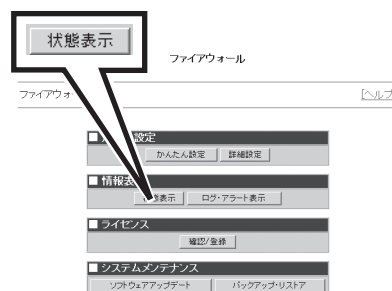 状態表示
ファイアウォール
ファイアウォ
[ヘルプ
設定
かんたん設定 詳細設定
■情報表
表示 ログ・アラート表示
■ライセンス
確認/登録
■システムメンテナンス
ソフトウェアアップデート バックアップ・リストア